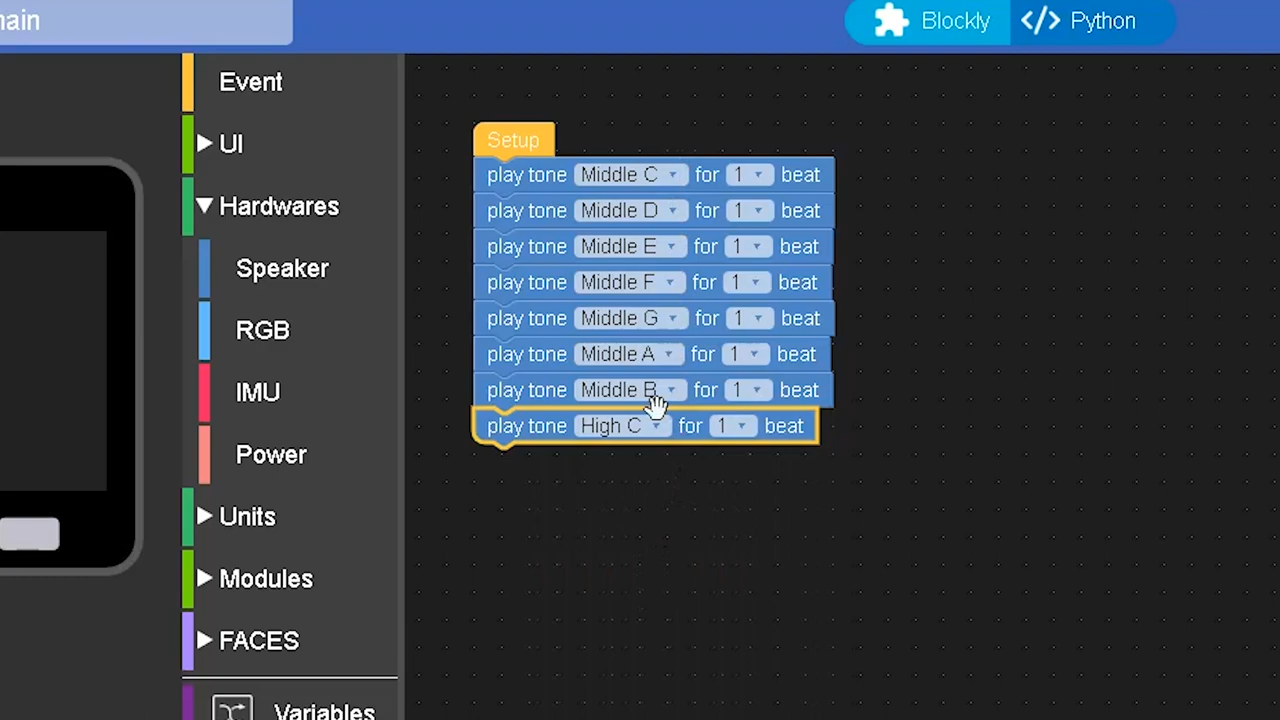 main
Blockly
</> Python
Event
UI
Hardwares
Speaker
RGB
IMU
Power
Units
Modules
FACES
Variables
Setup
play tone Middle C for 1 beat
play tone Middle D for 1 beat
play tone Middle E for 1 beat
play tone Middle F for 1 beat
play tone Middle G for 1 beat
play tone Middle A for 1 beat
play tone Middle B for 1 beat
play tone High C for 1 beat